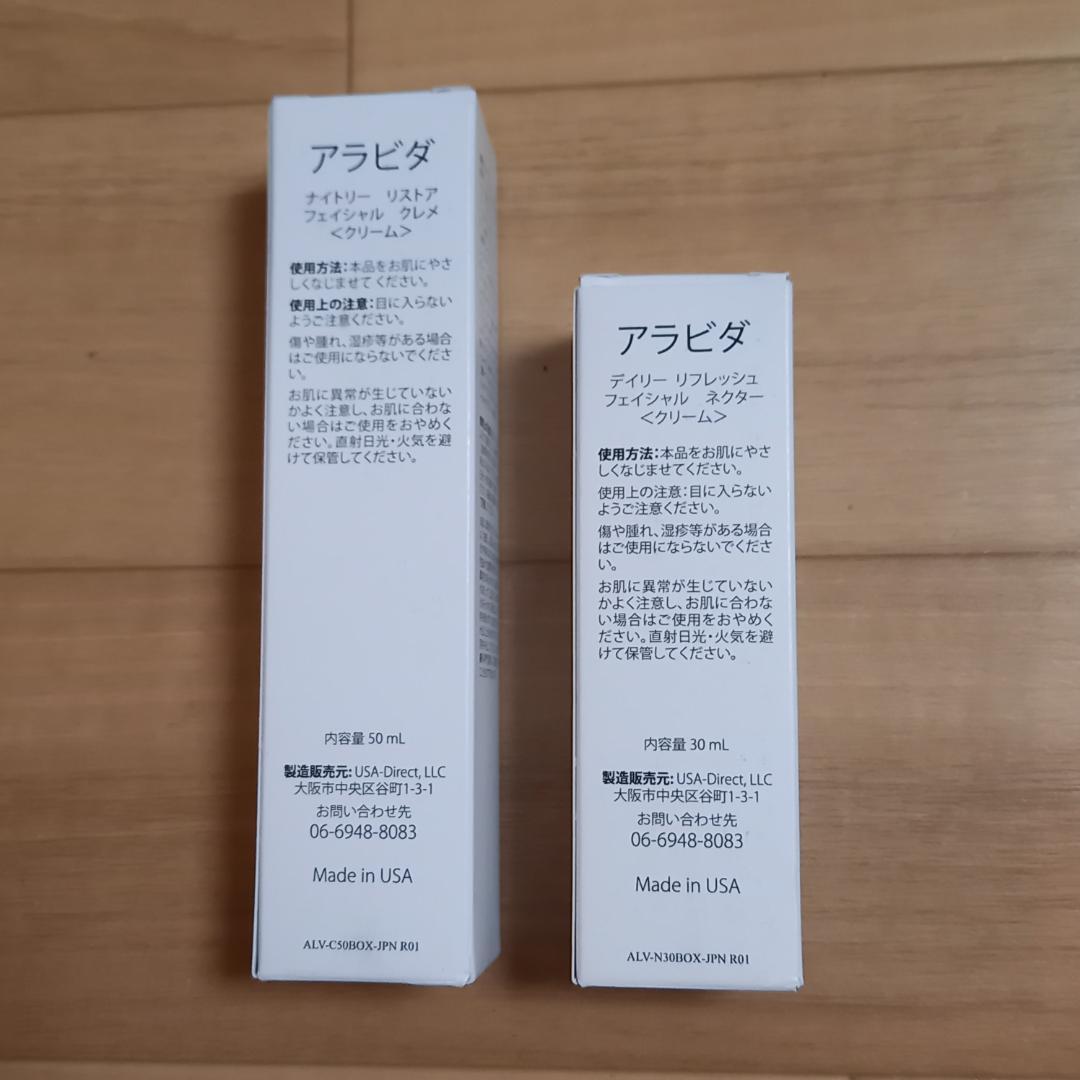 アラビダ
ナイトリー　リストア
フェイシャル　クレメ
＜クリーム＞
使用方法：本品をお肌にやさ
しくなじませて ください。
使用上の注意：目に入らない
ようご注意ください。
傷や腫れ、湿疹等がある場合
はご使用にならないでくださ
い。
お肌に異常が生じていない
かよく注意し、お肌に合わな
い場合はご使用をおやめく
ださい。直射日光・火気を避
けて保管してください。
内容量 50 mL
製造販売元: USA-Direct, LLC
大阪市中央区谷町1-3-1
お問い合わせ先
06-6948-8083
Made in USA
ALV-C50BOX-JPN R01
アラビダ
デイリー リフレッシュ
フェイシャル　ネクター
＜クリーム＞
使用方法：本品をお肌にやさ
しくなじませてください。
使用上の注意：目に入らない
ようご注意ください。
傷や腫れ、湿疹等がある場合
はご使用にならないでくださ
い。
お肌に異常が生じていない
かよく注意し、お肌に合わな
い場合はご使用をおやめく
ださい。直射日光・火気を避
けて保管してください。
内容量 30 mL
製造販売元: USA-Direct, LLC
大阪市中央区谷町1-3-1
お問い合わせ先
06-6948-8083
Made in USA
ALV-N30BOX-JPN R01